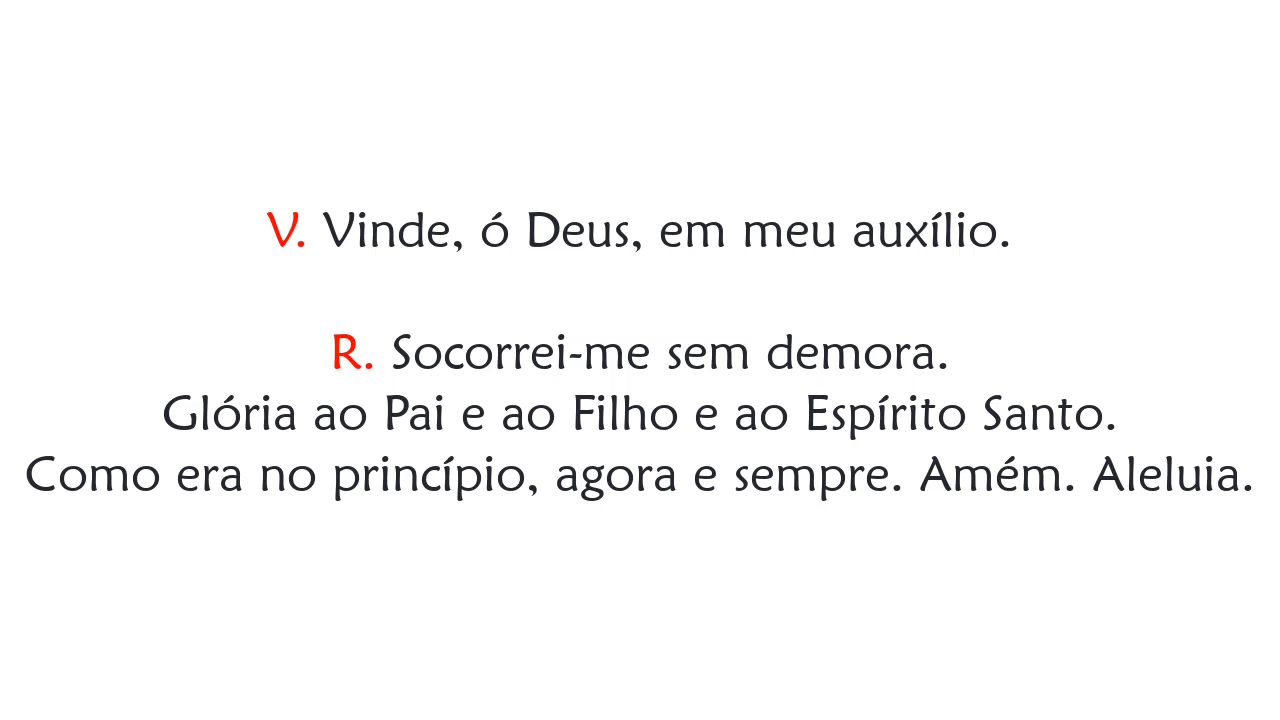 V. Vinde, ó Deus, em meu auxílio.
R. Socorrei-me sem demora.
Glória ao Pai e ao Filho e ao Espírito Santo.
Como era no princípio, agora e sempre. Amém. Aleluia.